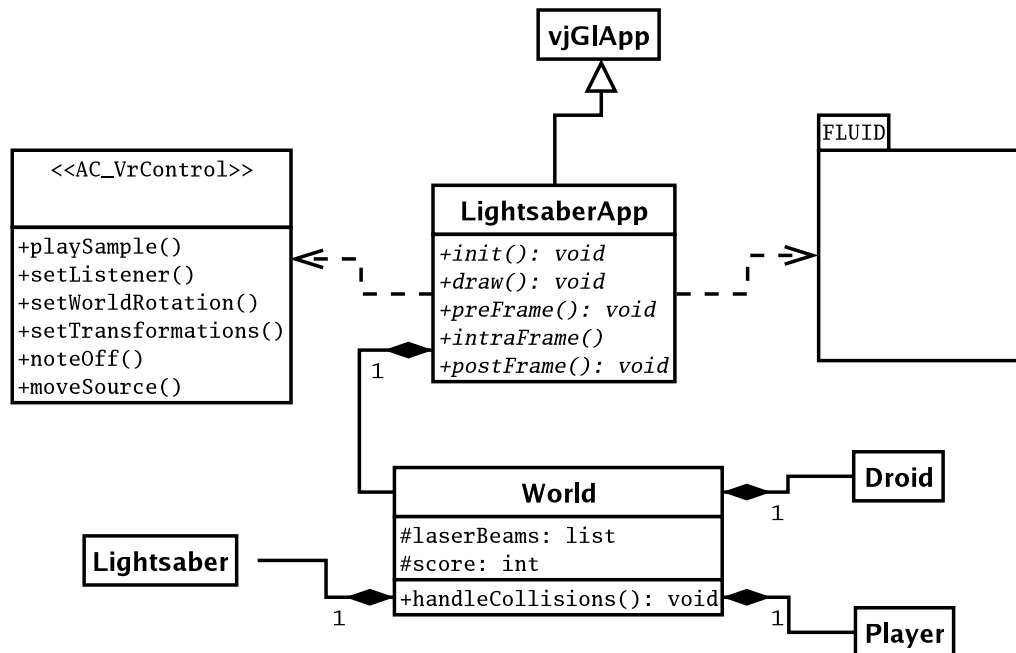 vjGlApp
FLUID
<<AC_VrControl>>
+playSample()
+setListener()
+setWorldRotation()
+setTransformations()
+noteOff()
+moveSource()
LightsaberApp
+init(): void
+draw(): void
+preFrame(): void
+intraFrame()
+postFrame(): void
1
World
#laserBeams: list
#score: int
+handleCollisions(): void
Droid
1
Lightsaber
1
1
Player